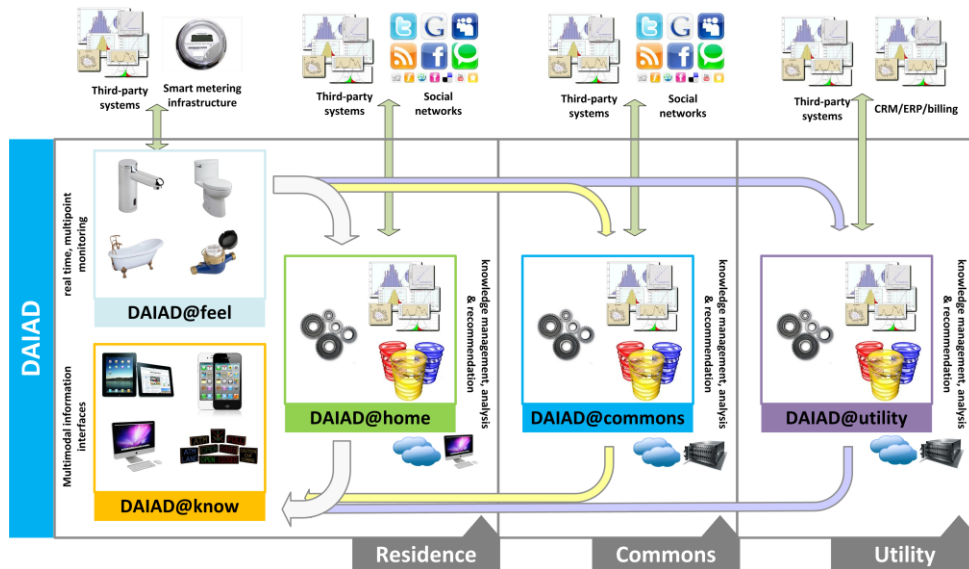 Third-party
systems
Smart metering
infrastructure
Third-party
systems
Social
networks
Third-party
systems
Social
networks
Third-party
systems
CRM/ERP/billing
DAIAD
real time, multipoint
monitoring
DAIAD@feel
Multimodal information
interfaces
DAIAD@know
DAIAD@home
knowledge management, analysis
& recommendation
DAIAD@commons
knowledge management, analysis
& recommendation
DAIAD@utility
knowledge management, analysis
& recommendation
Residence
Commons
Utility